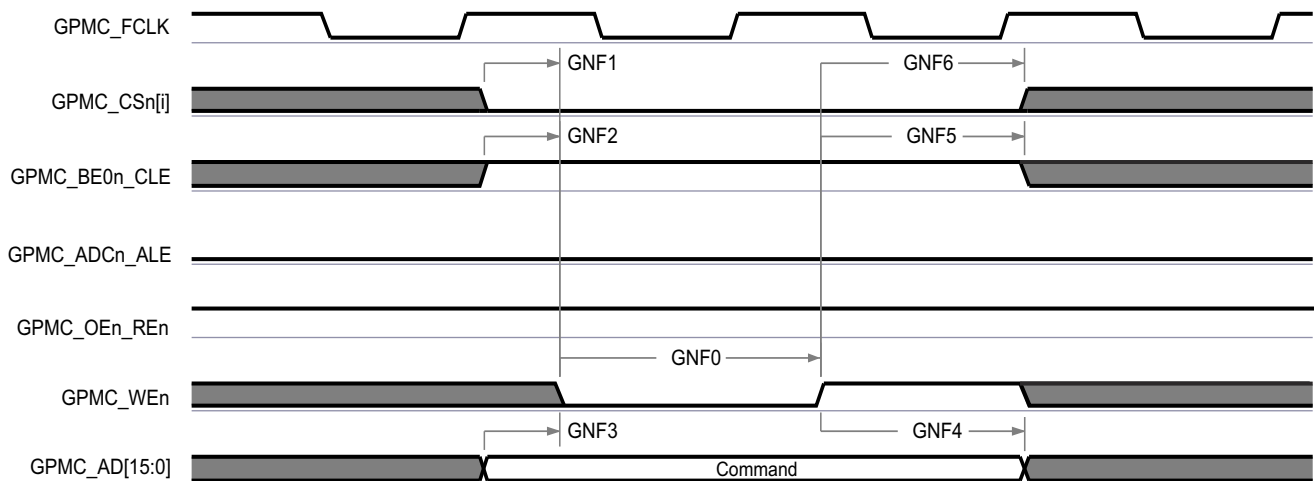 GPMC_FCLK
GNF1
GNF6
GPMC_CSn[i]
GNF2
GNF5
GPMC_BE0n_CLE
GPMC_ADCn_ALE
GPMC_OEn_REn
GNF0
GPMC_WEn
GNF3
GNF4
GPMC_AD[15:0]
Command